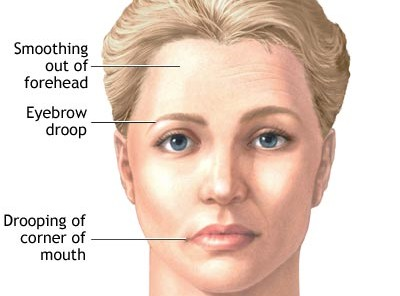 Smoothing
out of
forehead
Eyebrow
droop
Drooping of
corner of
mouth